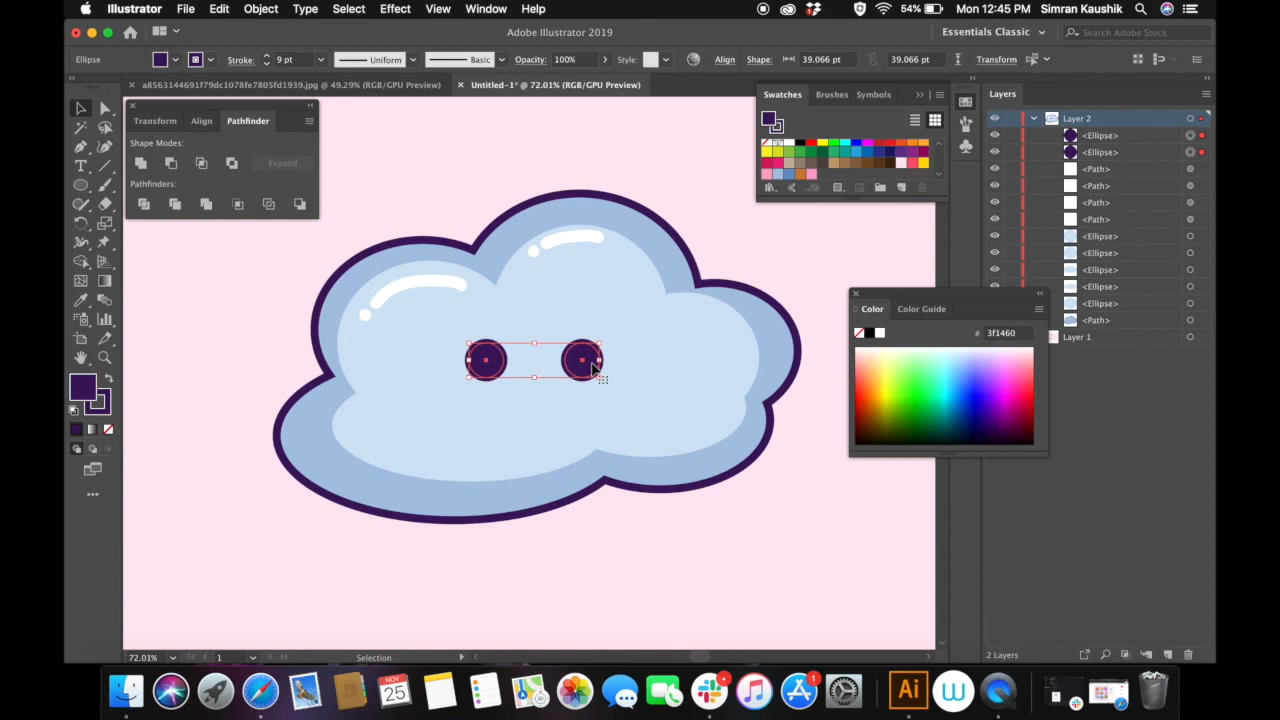 Illustrator File Edit Object Type Select Effect View Window Help 54% Mon 12:45 PM Simran Kaushik
Adobe Illustrator 2019 Essentials Classic Search Adobe Stock
Ellipse Stroke: 9 pt Uniform Basic Opacity: 100% Style: Align Shape: 39.066 pt 39.066 pt Transform
a8563144691f79dc1078fe7805fd1939.jpg @ 49.29% (RGB/GPU Preview) Untitled-1* @ 72.01% (RGB/GPU Preview)
Transform Align Pathfinder
Shape Modes:
Expand
Pathfinders:
Swatches Brushes Symbols
Layers
Layer 2
<Ellipse>
<Ellipse>
<Path>
<Path>
<Path>
<Path>
<Ellipse>
<Ellipse>
<Ellipse>
<Ellipse>
<Ellipse>
<Path>
Layer 1
Color Color Guide
# 3f1460
72.01% 1 Selection
2 Layers
NOV
25
Ai
1